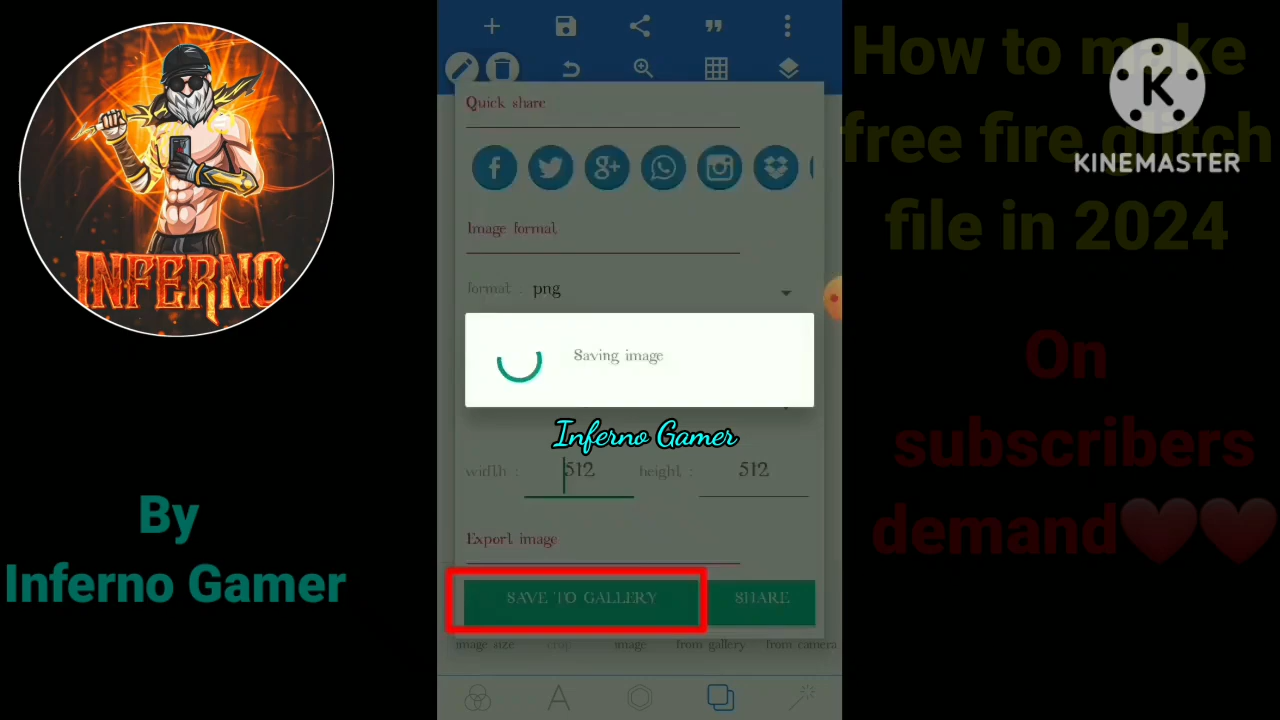 INFERNO
By
Inferno Gamer
Quick share
Image format
format : png
Saving image
Inferno Gamer
width : 512 height : 512
Export image
SAVE TO GALLERY SHARE
image size crop image from gallery from camera
How to make
free fire glitch
file in 2024
K
KINEMASTER
On
subscribers
demand❤️❤️